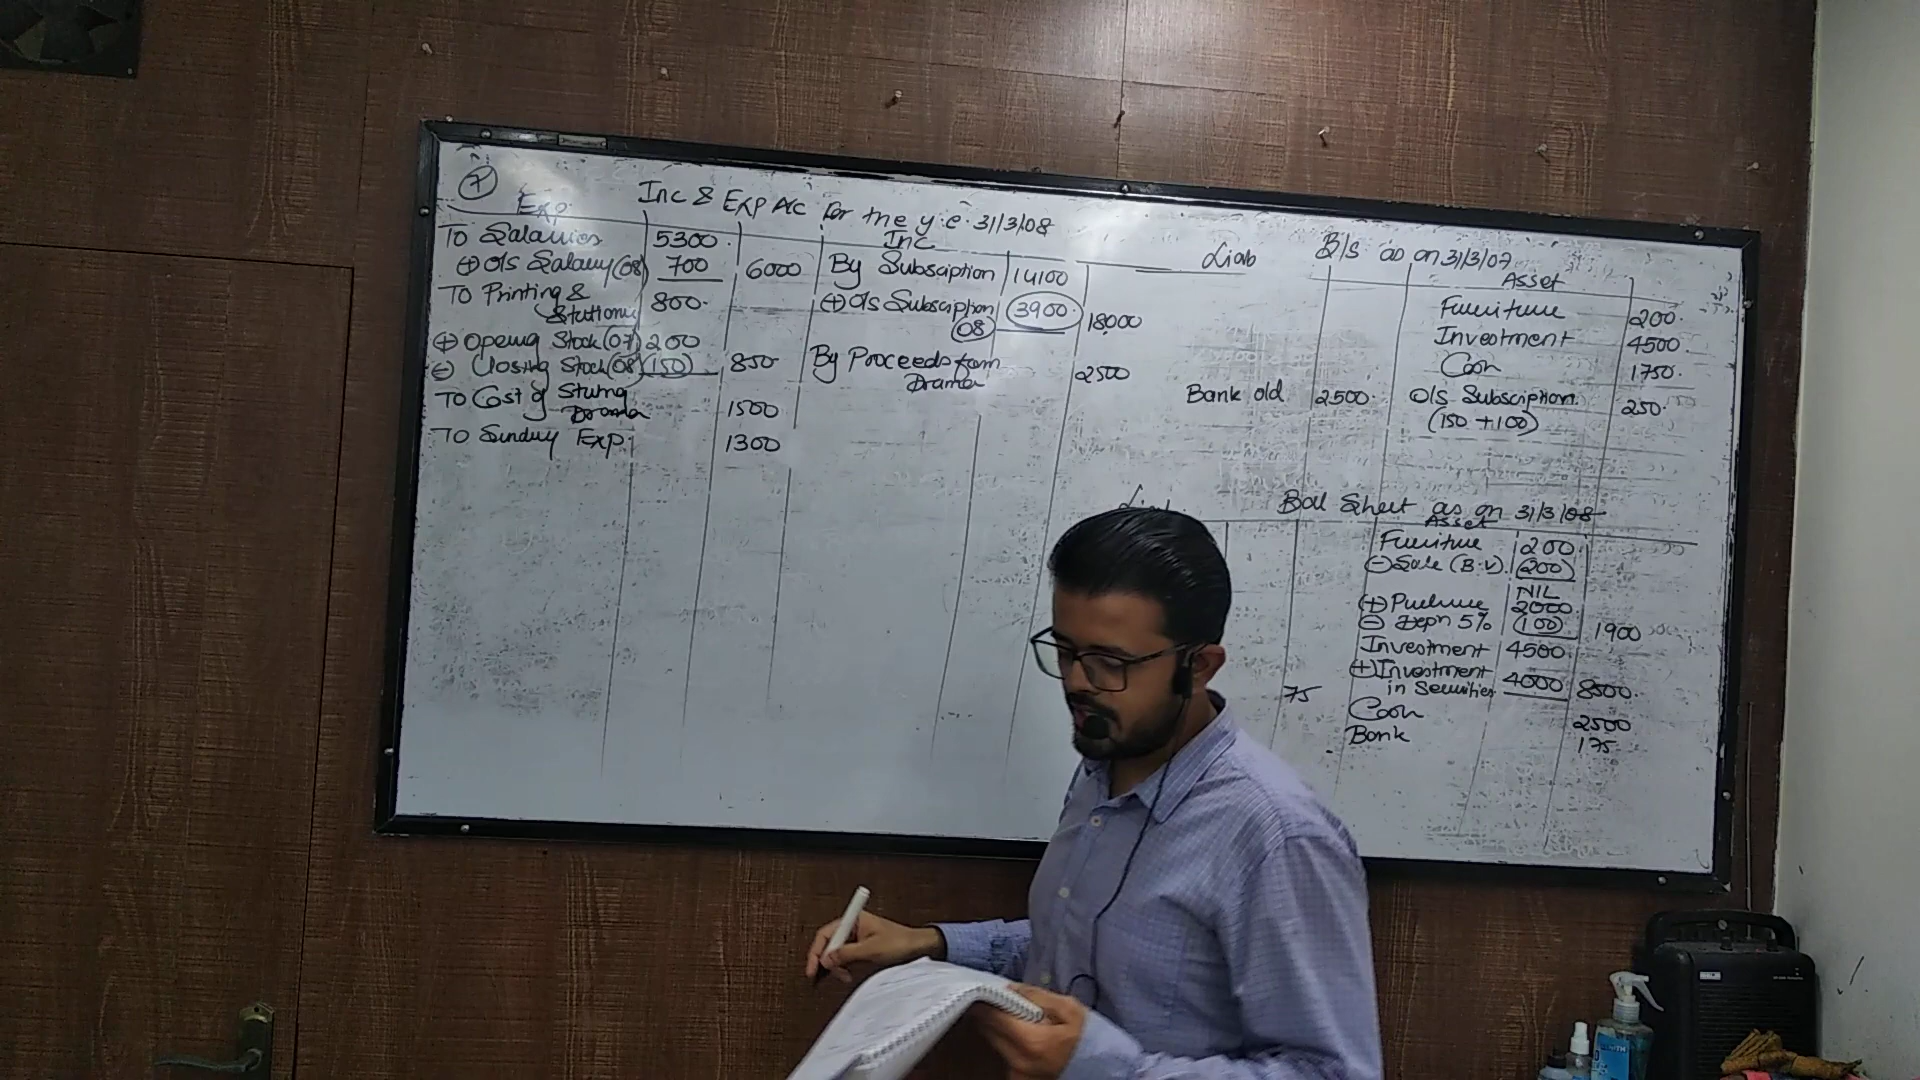 7
Inc & Exp A/c for the y.e. 31/3/08
Exp.
Inc
To Salaries 5300
(+) O/s Salary (08) 700 6000
To Printing & 800
Stationery
(+) Opening Stock (07) 200
(-) Closing Stock (08) (150) 850
To Cost of
Drama 1500
To Sundry Exp. 1300
By Subsciption 14100
(+) O/s Subsciption 3900 18000
08
By Proceeds from
Drama 2500
B/s as on 31/3/07
Liab
Asset
Furniture 200
Investment 4500
Cash 1750
Bank old 2500 O/s Subscription 250
(150 + 100)
Bal Sheet as on 31/3/08
Asset
Furniture 200
(-) Sale (B.V). (200)
NIL
(+) Purchase 2000
(-) Depn 5% (100) 1900
Investment 4500
(+) Investment
in Securities 4000 8500
75
Cash 2500
Bank 175